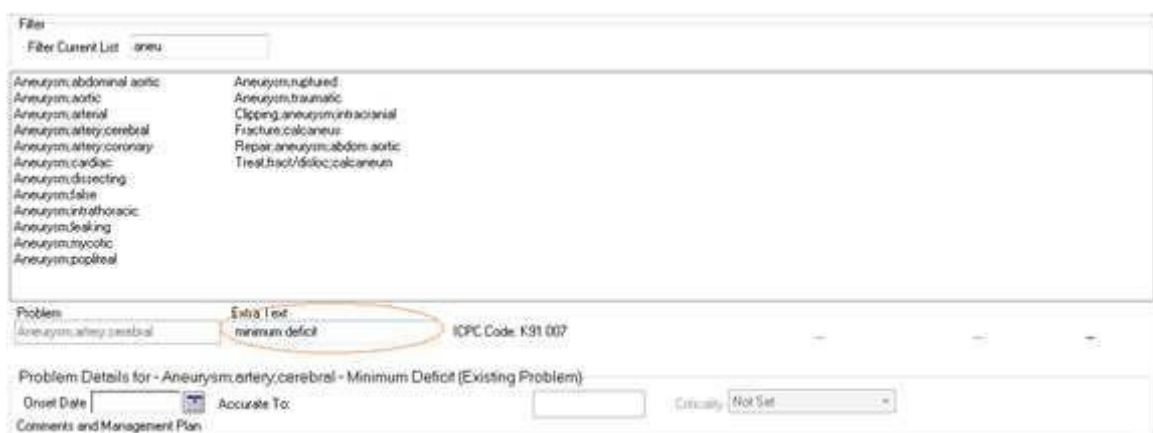 Filter
Filter Current List aneu
Aneurysm;abdominal aortic Aneurysm;ruptured
Aneurysm;aortic Aneurysm;traumatic
Aneurysm;arterial Clipping;aneurysm;intracranial
Aneurysm;artery;cerebral Fracture;calcaneus
Aneurysm;artery;coronary Repair;aneurysm;abdom aortic
Aneurysm;cardiac Treat;fract/disloc;calcaneum
Aneurysm;dissecting
Aneurysm;false
Aneurysm;intrathoracic
Aneurysm;leaking
Aneurysm;mycotic
Aneurysm;popliteal
Problem Extra Text
Aneurysm;artery;cerebral minimum deficit ICPC Code: K91 007
Problem Details for - Aneurysm;artery;cerebral - Minimum Deficit (Existing Problem)
Onset Date Accurate To: Criticality Not Set
Comments and Management Plan